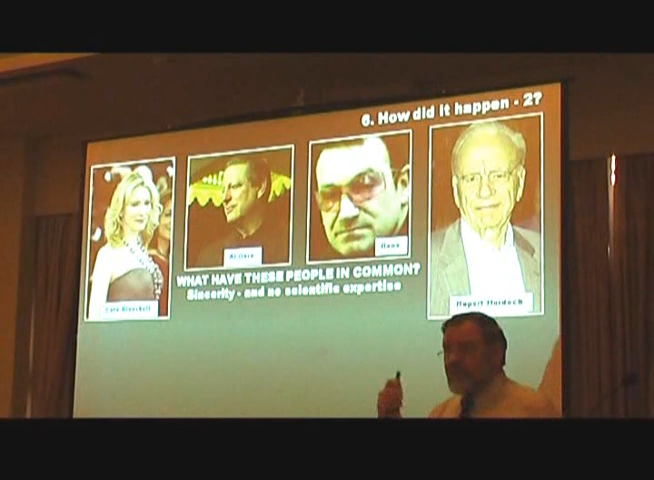 6. How did it happen - 2?
Cate Blanchett
Al Gore
Bono
Rupert Murdoch
WHAT HAVE THESE PEOPLE IN COMMON?
Sincerity - and no scientific expertise